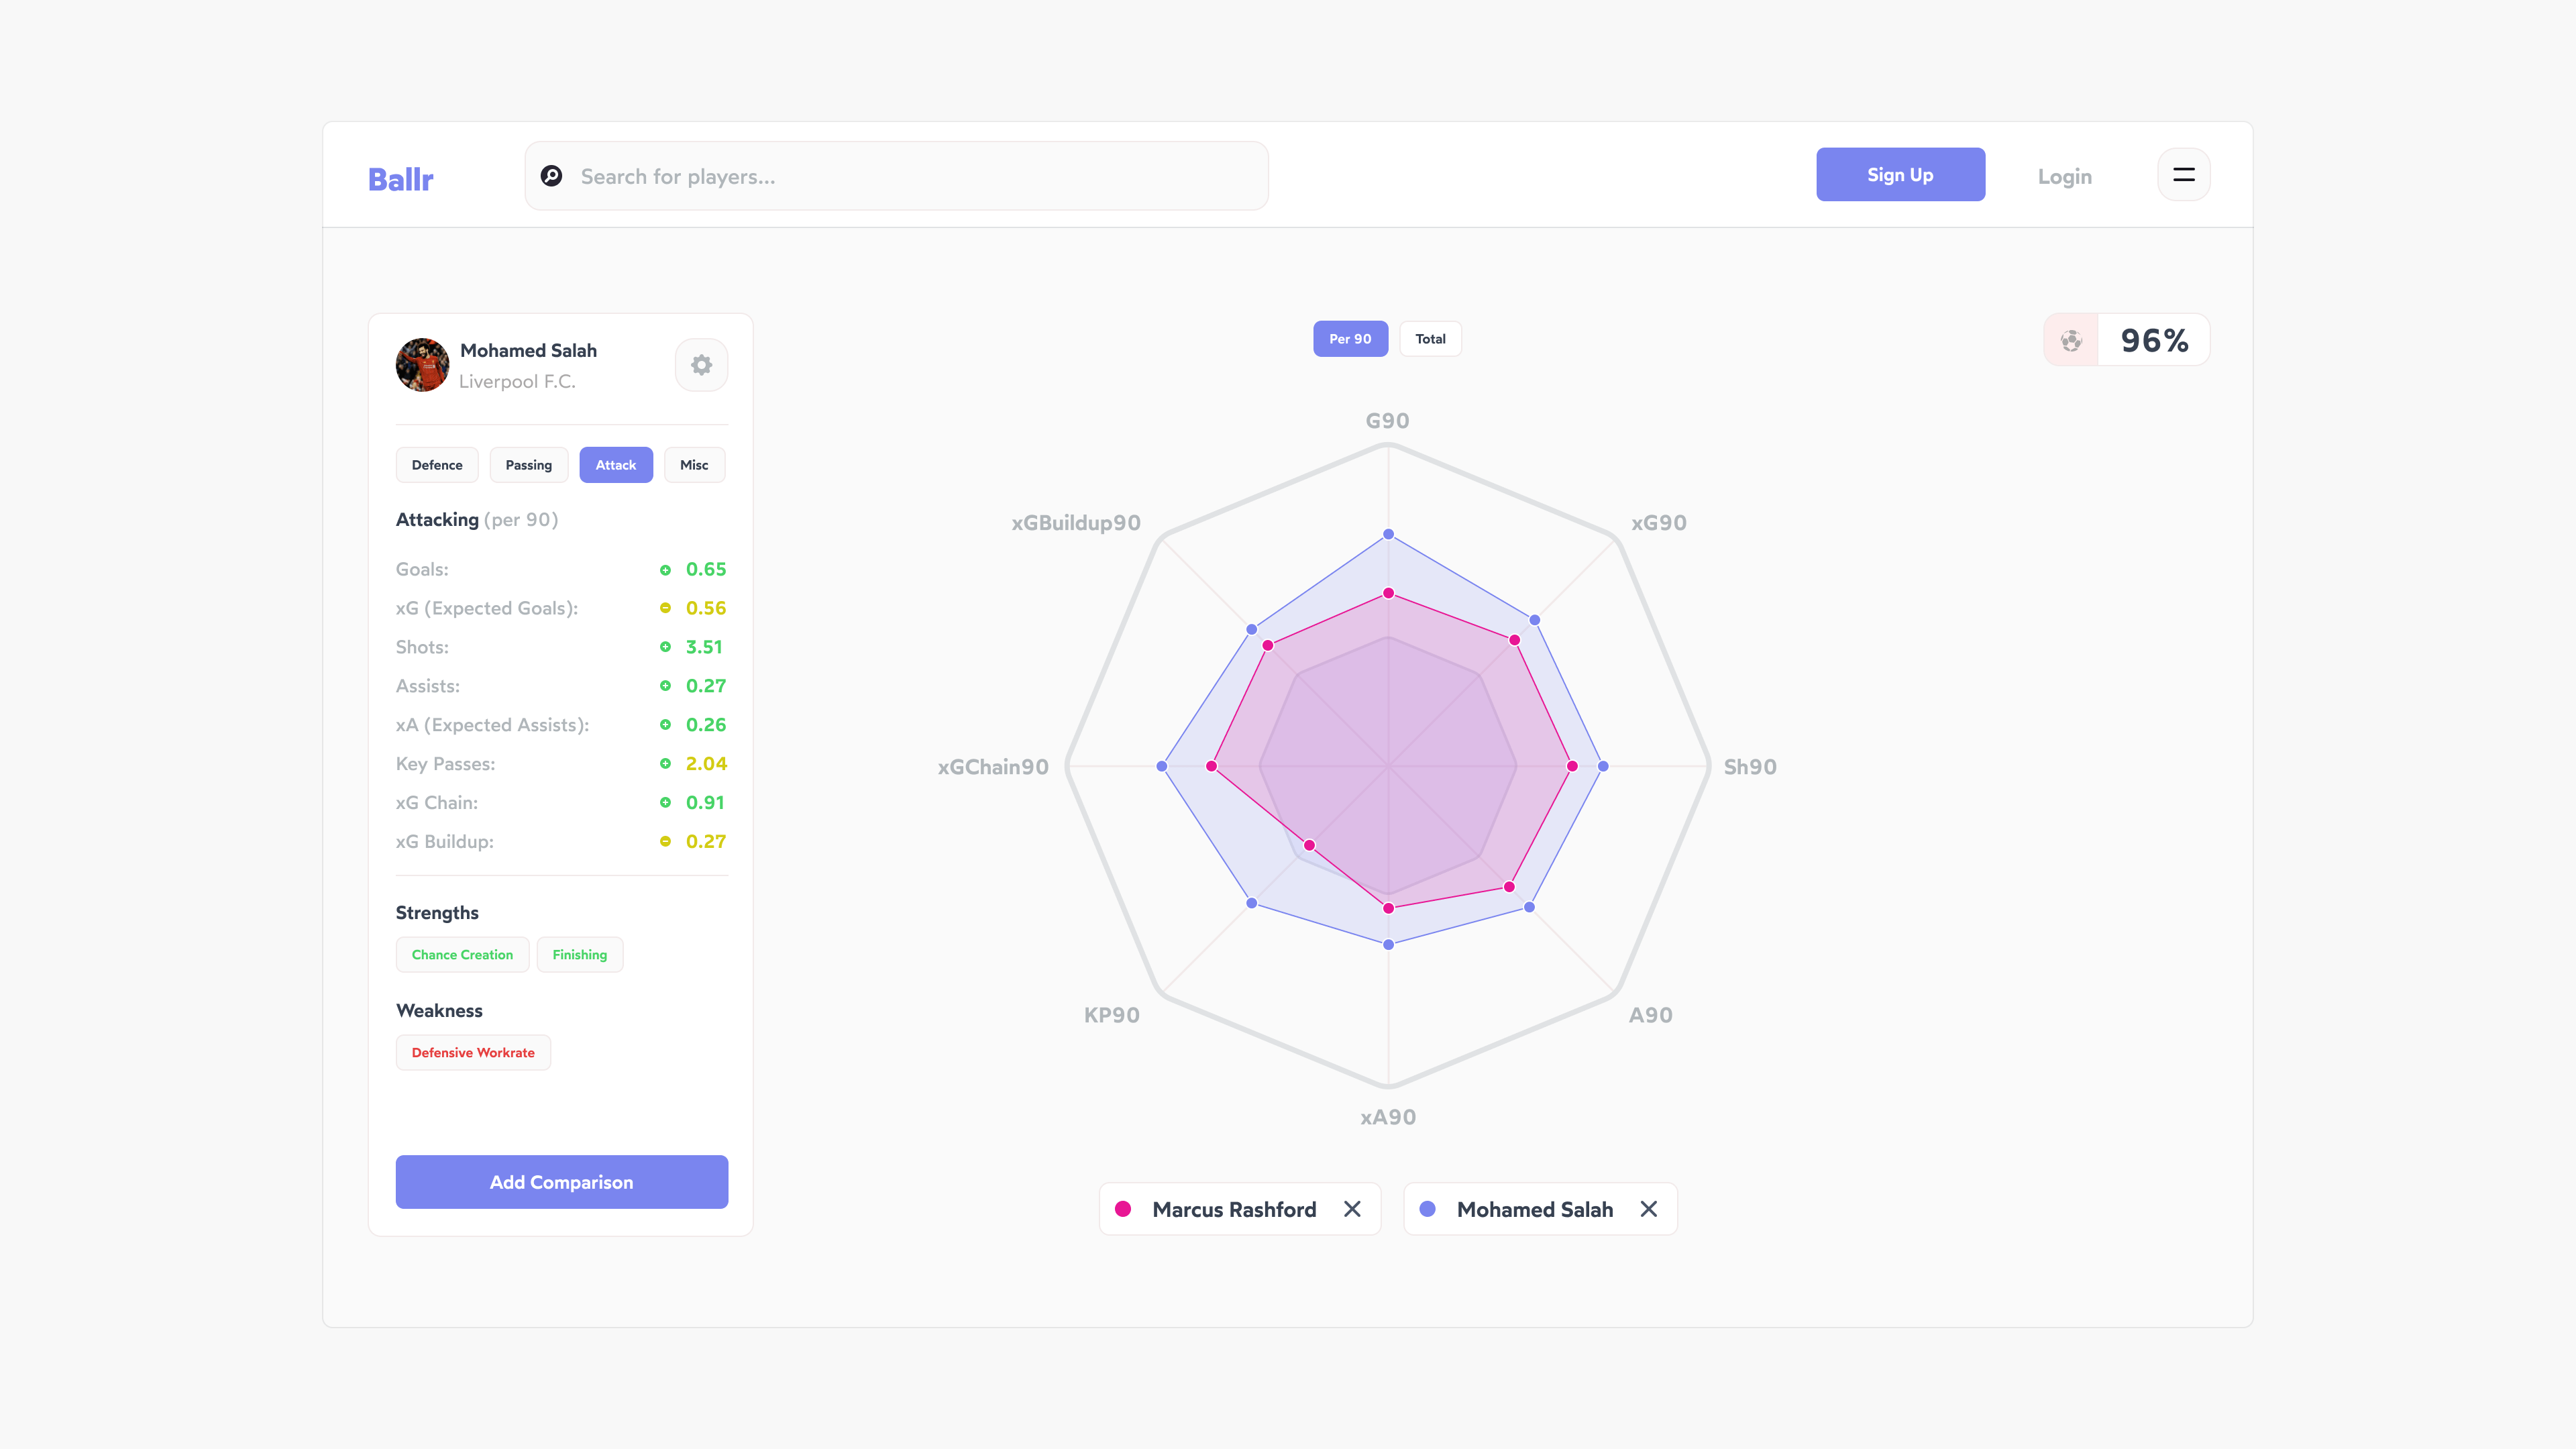 Ballr
Search for players...
Sign Up
Login
Mohamed Salah
Liverpool F.C.
Defence
Passing
Attack
Misc
Attacking (per 90)
Goals: 0.65
xG (Expected Goals): 0.56
Shots: 3.51
Assists: 0.27
xA (Expected Assists): 0.26
Key Passes: 2.04
xG Chain: 0.91
xG Buildup: 0.27
Strengths
Chance Creation
Finishing
Weakness
Defensive Workrate
Add Comparison
Per 90
Total
96%
G90
xGBuildup90
xG90
xGChain90
Sh90
KP90
A90
xA90
Marcus Rashford
Mohamed Salah